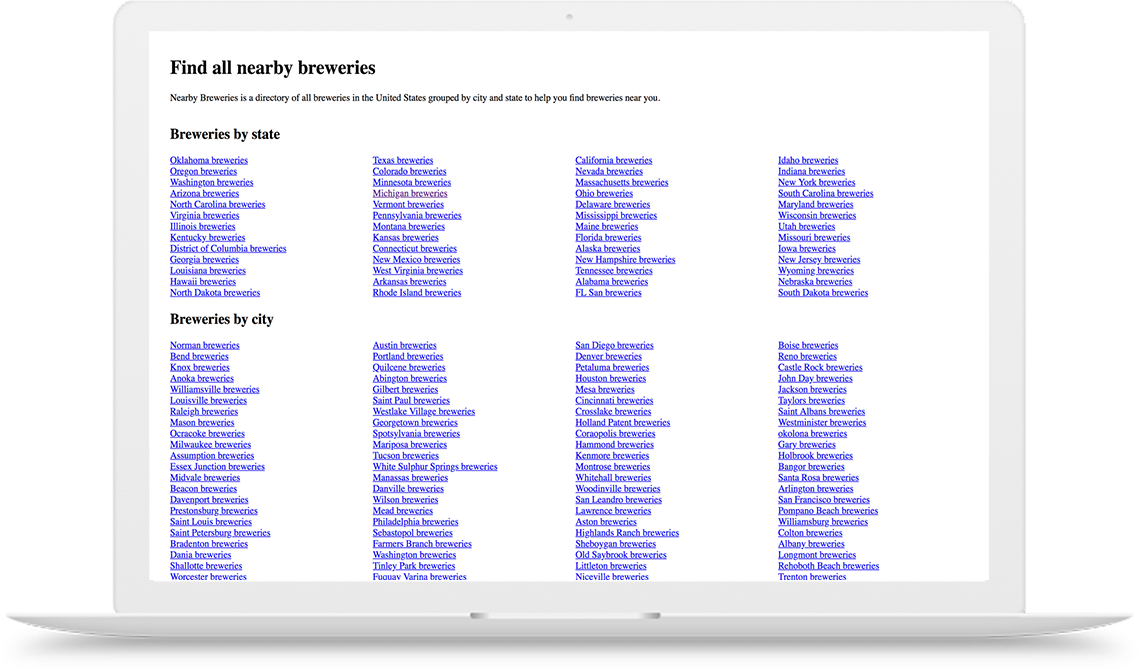 Find all nearby breweries
Nearby Breweries is a directory of all breweries in the United States grouped by city and state to help you find breweries near you.
Breweries by state
Oklahoma breweries Texas breweries California breweries Idaho breweries
Oregon breweries Colorado breweries Nevada breweries Indiana breweries
Washington breweries Minnesota breweries Massachusetts breweries New York breweries
Arizona breweries Michigan breweries Ohio breweries South Carolina breweries
North Carolina breweries Vermont breweries Delaware breweries Maryland breweries
Virginia breweries Pennsylvania breweries Mississippi breweries Wisconsin breweries
Illinois breweries Montana breweries Maine breweries Utah breweries
Kentucky breweries Kansas breweries Florida breweries Missouri breweries
District of Columbia breweries Connecticut breweries Alaska breweries Iowa breweries
Georgia breweries New Mexico breweries New Hampshire breweries New Jersey breweries
Louisiana breweries West Virginia breweries Tennessee breweries Wyoming breweries
Hawaii breweries Arkansas breweries Alabama breweries Nebraska breweries
North Dakota breweries Rhode Island breweries FL San breweries South Dakota breweries
Breweries by city
Norman breweries Austin breweries San Diego breweries Boise breweries
Bend breweries Portland breweries Denver breweries Reno breweries
Knox breweries Quilcene breweries Petaluma breweries Castle Rock breweries
Anoka breweries Abington breweries Houston breweries John Day breweries
Williamsville breweries Gilbert breweries Mesa breweries Jackson breweries
Louisville breweries Saint Paul breweries Cincinnati breweries Taylors breweries
Raleigh breweries Westlake Village breweries Crosslake breweries Saint Albans breweries
Mason breweries Georgetown breweries Holland Patent breweries Westminister breweries
Ocracoke breweries Spotsylvania breweries Coraopolis breweries okolona breweries
Milwaukee breweries Mariposa breweries Hammond breweries Gary breweries
Assumption breweries Tucson breweries Kenmore breweries Holbrook breweries
Essex Junction breweries White Sulphur Springs breweries Montrose breweries Bangor breweries
Midvale breweries Manassas breweries Whitehall breweries Santa Rosa breweries
Beacon breweries Danville breweries Woodinville breweries Arlington breweries
Davenport breweries Wilson breweries San Leandro breweries San Francisco breweries
Prestonsburg breweries Mead breweries Lawrence breweries Pompano Beach breweries
Saint Louis breweries Philadelphia breweries Aston breweries Williamsburg breweries
Saint Petersburg breweries Sebastopol breweries Highlands Ranch breweries Colton breweries
Bradenton breweries Farmers Branch breweries Sheboygan breweries Albany breweries
Dania breweries Washington breweries Old Saybrook breweries Longmont breweries
Shallotte breweries Tinley Park breweries Littleton breweries Rehoboth Beach breweries
Worcester breweries Fuquay Varina breweries Niceville breweries Trenton breweries